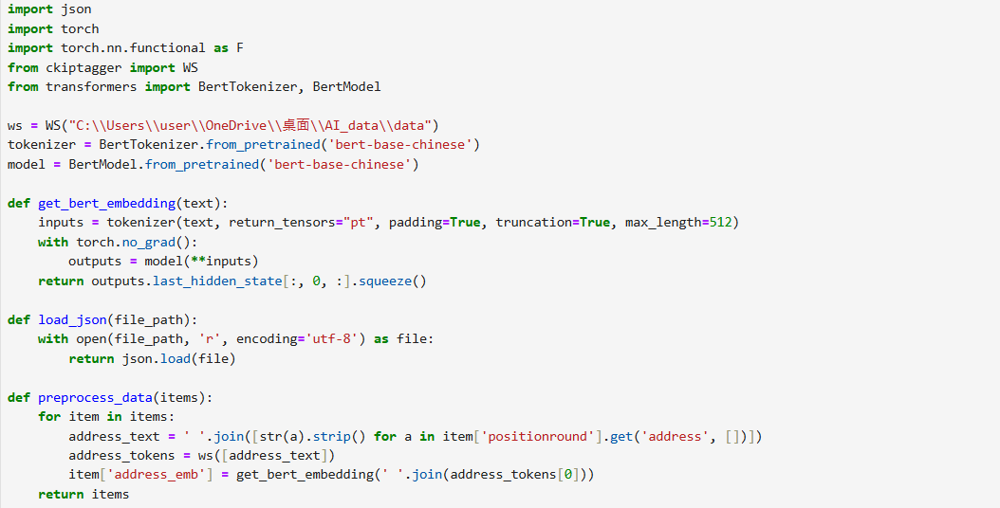 import json
import torch
import torch.nn.functional as F
from ckiptagger import WS
from transformers import BertTokenizer, BertModel

ws = WS("C:\\Users\\user\\OneDrive\\桌面\\AI_data\\data")
tokenizer = BertTokenizer.from_pretrained('bert-base-chinese')
model = BertModel.from_pretrained('bert-base-chinese')

def get_bert_embedding(text):
    inputs = tokenizer(text, return_tensors="pt", padding=True, truncation=True, max_length=512)
    with torch.no_grad():
        outputs = model(**inputs)
    return outputs.last_hidden_state[:, 0, :].squeeze()

def load_json(file_path):
    with open(file_path, 'r', encoding='utf-8') as file:
        return json.load(file)

def preprocess_data(items):
    for item in items:
        address_text = ' '.join([str(a).strip() for a in item['positionround'].get('address', [])])
        address_tokens = ws([address_text])
        item['address_emb'] = get_bert_embedding(' '.join(address_tokens[0]))
    return items